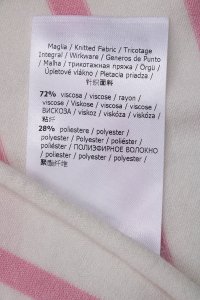 Maglia / Knitted Fabric / Tricotage
Integral / Wirkware / Generos de Punto
/ Malha / трикотажная пряжа / Örgü /
Úpletové vlákno / Pletacia priadza /
针织面料
72% viscosa / viscose / rayon /
viscose / Viskose / viscosa / viscose /
ВИСКОЗА / viskoz / viskóza / viskóza /
粘纤
28% poliestere / polyester /
polyester / Polyester / poliéster /
poliéster / ПОЛИЭФИРНОЕ ВОЛОКНО
/ poliester / polyester / polyester /
聚酯纤维